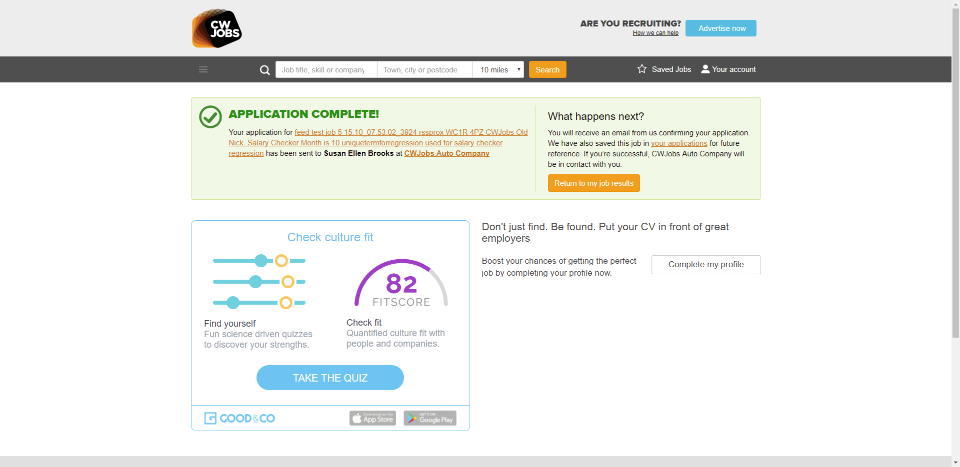 CW
JOBS
ARE YOU RECRUITING?
How we can help
Advertise now
Job title, skill or company
Town, city or postcode
10 miles
Search
Saved Jobs
Your account
APPLICATION COMPLETE!
Your application for feed test job 5.15.10_07.53.02_3924 rssprox WC1R 4PZ CWJobs Old
Nick. Salary Checker Month is 10 uniquetermforregression used for salary checker
regression has been sent to Susan Ellen Brooks at CWJobs Auto Company
What happens next?
You will receive an email from us confirming your application.
We have also saved this job in your applications for future
reference. If you're successful, CWJobs Auto Company will
be in contact with you.
Return to my job results
Check culture fit
82
FITSCORE
Find yourself
Fun science driven quizzes
to discover your strengths.
Check fit
Quantified culture fit with
people and companies.
TAKE THE QUIZ
GOOD&CO
App Store
Google Play
Don't just find. Be found. Put your CV in front of great
employers
Boost your chances of getting the perfect
job by completing your profile now.
Complete my profile